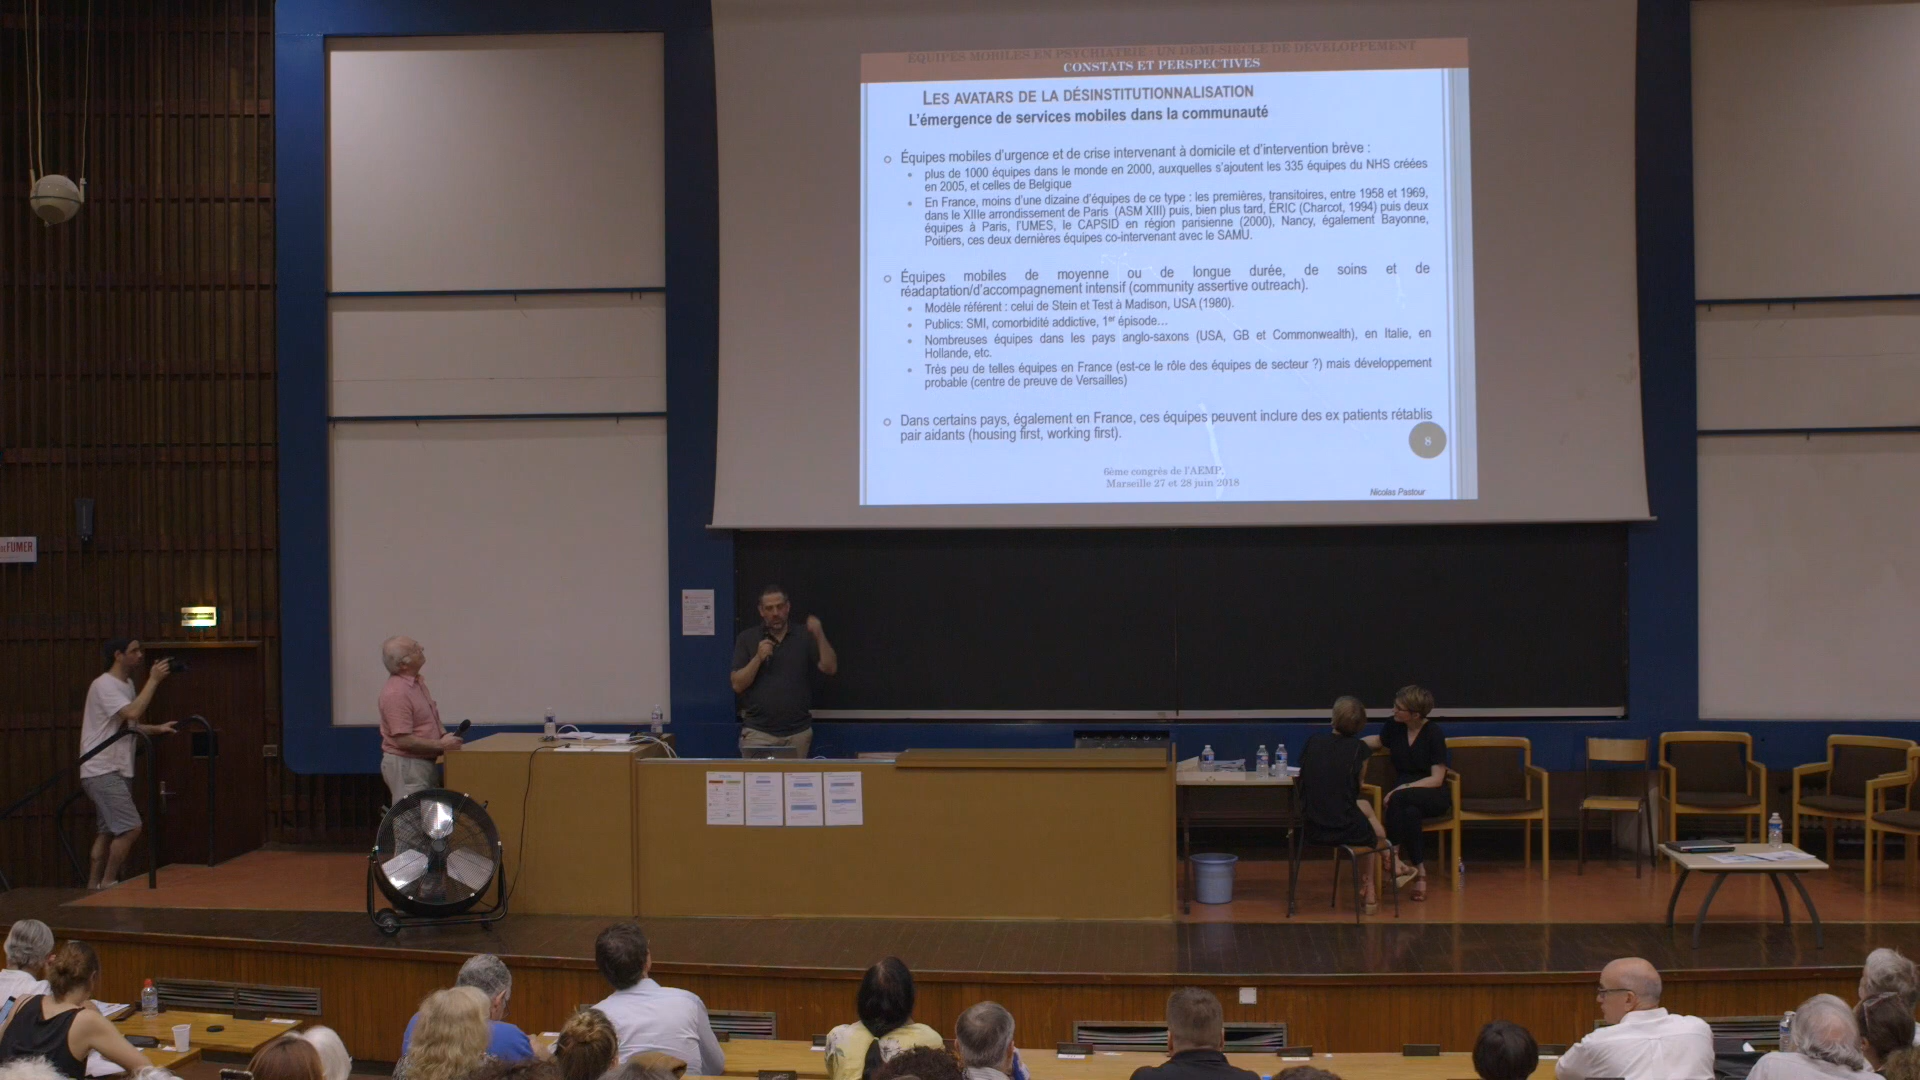 ÉQUIPES MOBILES EN PSYCHIATRIE : UN DEMI-SIÈCLE DE DÉVELOPPEMENT
CONSTATS ET PERSPECTIVES
LES AVATARS DE LA DÉSINSTITUTIONNALISATION
L'émergence de services mobiles dans la communauté
Équipes mobiles d'urgence et de crise intervenant à domicile et d'intervention brève :
plus de 1000 équipes dans le monde en 2000, auxquelles s'ajoutent les 335 équipes du NHS créées
en 2005, et celles de Belgique
En France, moins d'une dizaine d'équipes de ce type : les premières, transitoires, entre 1958 et 1969,
dans le XIIIe arrondissement de Paris (ASM XIII) puis, bien plus tard, ÉRIC (Charcot, 1994) puis deux
équipes à Paris, l'UMES, le CAPSID en région parisienne (2000), Nancy, également Bayonne,
Poitiers, ces deux dernières équipes co-intervenant avec le SAMU.
Équipes mobiles de moyenne ou de longue durée, de soins et de
réadaptation/d'accompagnement intensif (community assertive outreach).
Modèle référent : celui de Stein et Test à Madison, USA (1980).
Publics: SMI, comorbidité addictive, 1er épisode…
Nombreuses équipes dans les pays anglo-saxons (USA, GB et Commonwealth), en Italie, en
Hollande, etc.
Très peu de telles équipes en France (est-ce le rôle des équipes de secteur ?) mais développement
probable (centre de preuve de Versailles)
Dans certains pays, également en France, ces équipes peuvent inclure des ex patients rétablis
pair aidants (housing first, working first).
8
6ème congrès de l'AEMP,
Marseille 27 et 28 juin 2018
Nicolas Pastour
DE FUMER